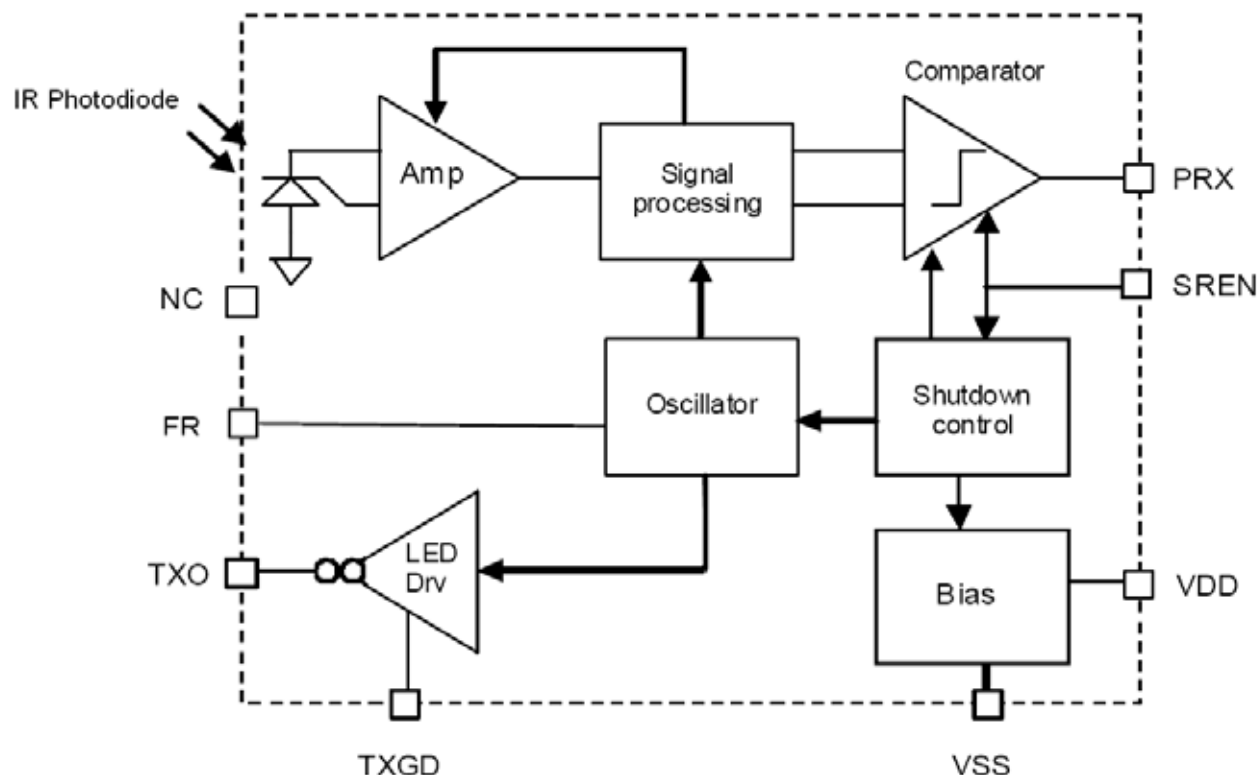 Comparator
IR Photodiode
Amp
Signal
processing
PRX
SREN
NC
Oscillator
Shutdown
control
FR
LED
Drv
TXO
Bias
VDD
TXGD
VSS